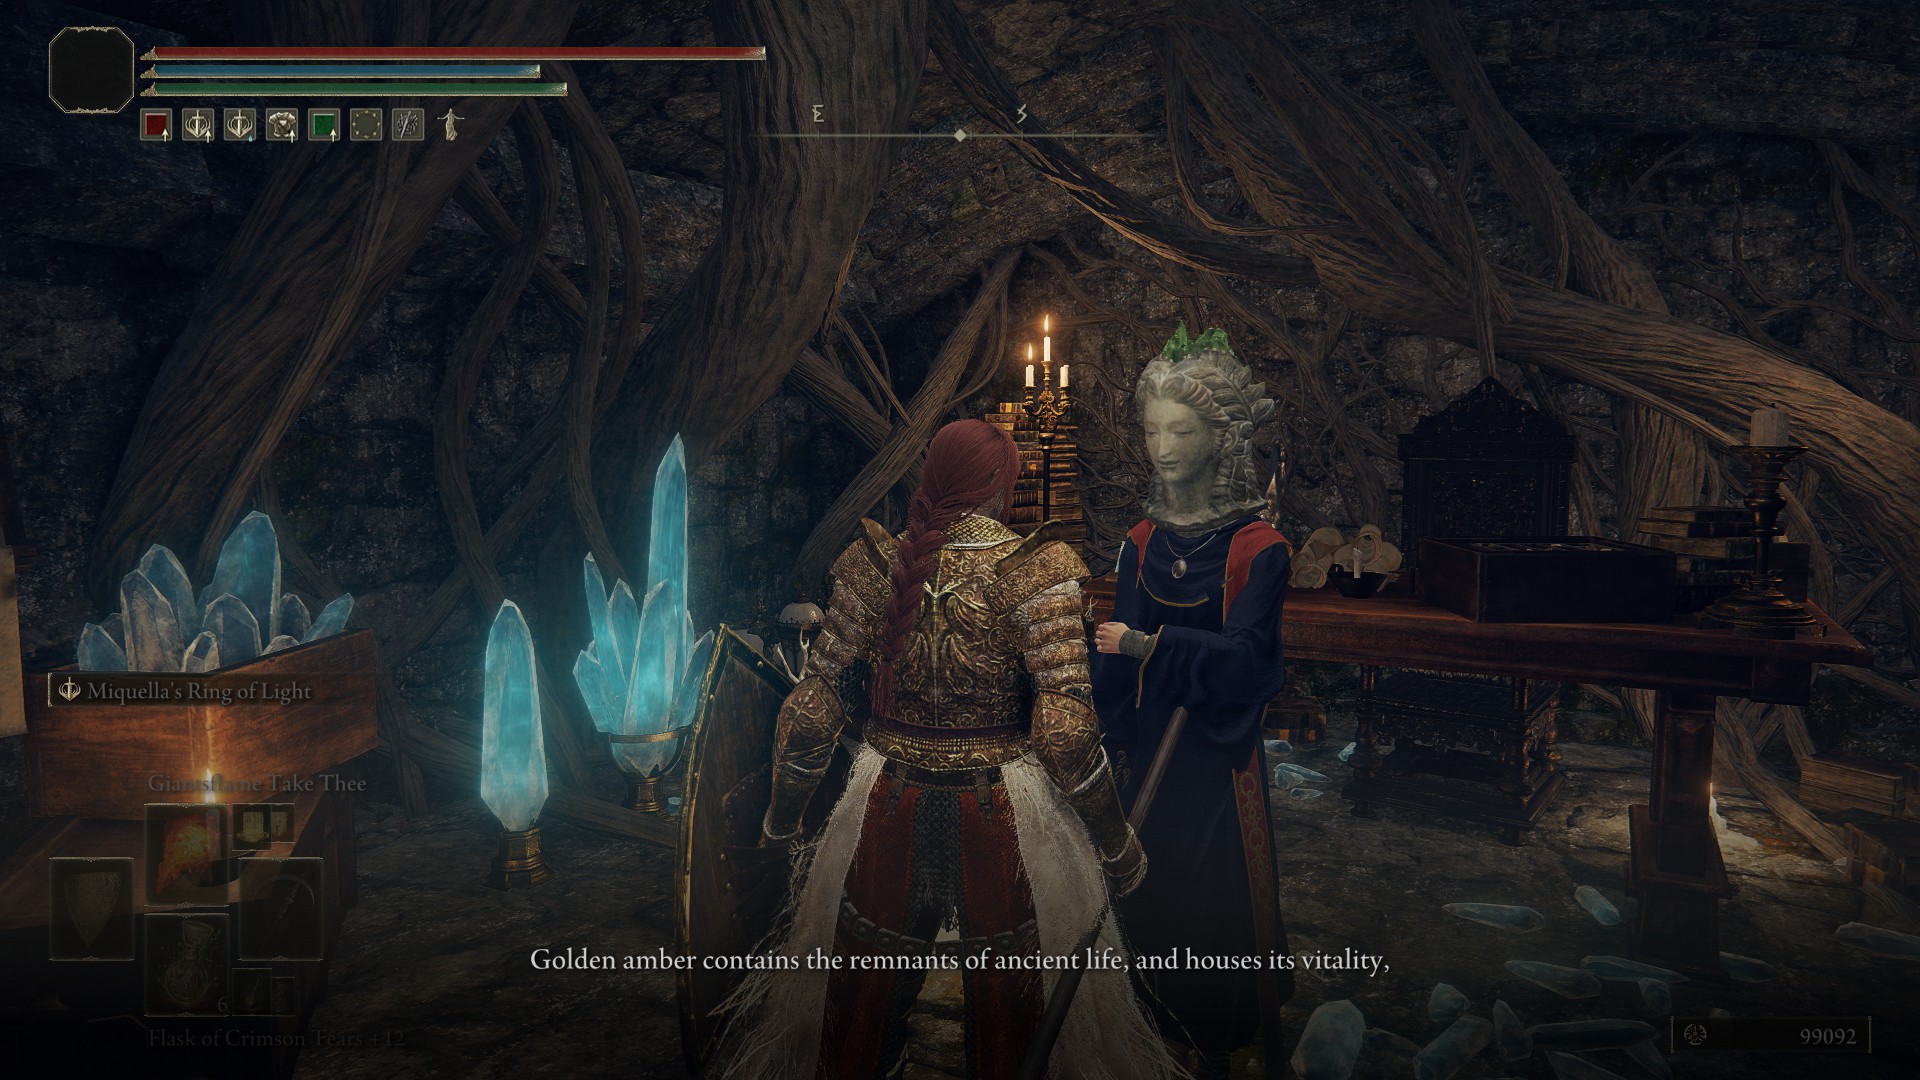 E S
Miquella's Ring of Light
Giantsflame Take Thee
6
Flask of Crimson Tears +12
Golden amber contains the remnants of ancient life, and houses its vitality,
99092